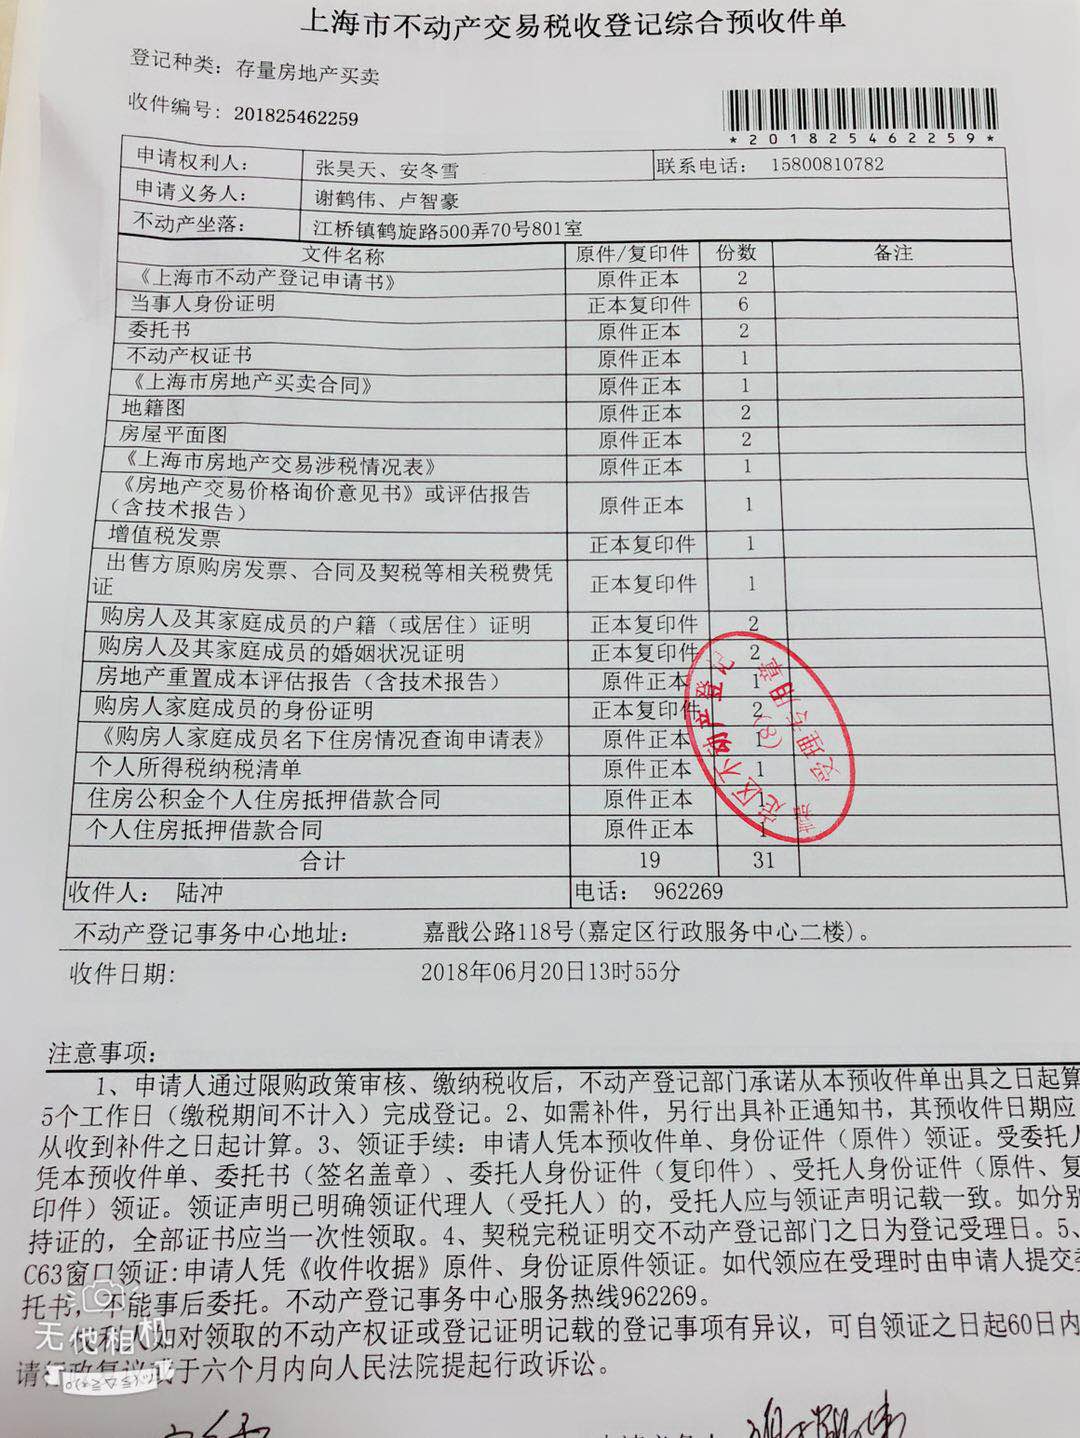 上海市不动产交易税收登记综合预收件单
登记种类：存量房地产买卖
收件编号：201825462259
*201825462259*
申请权利人： 张昊天、安冬雪 联系电话： 15800810782
申请义务人： 谢鹤伟、卢智豪
不动产坐落： 江桥镇鹤旋路500弄70号801室
文件名称 原件/复印件 份数 备注
《上海市不动产登记申请书》 原件正本 2
当事人身份证明 正本复印件 6
委托书 原件正本 2
不动产权证书 原件正本 1
《上海市房地产买卖合同》 原件正本 1
地籍图 原件正本 2
房屋平面图 原件正本 2
《上海市房地产交易涉税情况表》 原件正本 1
《房地产交易价格询价意见书》或评估报告
（含技术报告） 原件正本 1
增值税发票 正本复印件 1
出售方原购房发票、合同及契税等相关税费凭
证 正本复印件 1
购房人及其家庭成员的户籍（或居住）证明 正本复印件 2
购房人及其家庭成员的婚姻状况证明 正本复印件 2
房地产重置成本评估报告（含技术报告） 原件正本 1
购房人家庭成员的身份证明 正本复印件 2
《购房人家庭成员名下住房情况查询申请表》 原件正本 1
个人所得税纳税清单 原件正本 1
住房公积金个人住房抵押借款合同 原件正本 1
个人住房抵押借款合同 原件正本 1
合计 19 31
收件人： 陆冲 电话： 962269
不动产登记事务中心地址： 嘉戬公路118号(嘉定区行政服务中心二楼)。
收件日期： 2018年06月20日13时55分
注意事项：
1、申请人通过限购政策审核、缴纳税收后，不动产登记部门承诺从本预收件单出具之日起算
5个工作日（缴税期间不计入）完成登记。2、如需补件，另行出具补正通知书，其预收件日期应
从收到补件之日起计算。3、领证手续：申请人凭本预收件单、身份证件（原件）领证。受委托人
凭本预收件单、委托书（签名盖章）、委托人身份证件（复印件）、受托人身份证件（原件、复
印件）领证。领证声明已明确领证代理人（受托人）的，受托人应与领证声明记载一致。如分别
持证的，全部证书应当一次性领取。4、契税完税证明交不动产登记部门之日为登记受理日。5、
C63窗口领证:申请人凭《收件收据》原件、身份证原件领证。如代领应在受理时由申请人提交委
托书，不能事后委托。不动产登记事务中心服务热线962269。
权利人如对领取的不动产权证或登记证明记载的登记事项有异议，可自领证之日起60日内
请行政复议或于六个月内向人民法院提起行政诉讼。
无他相机